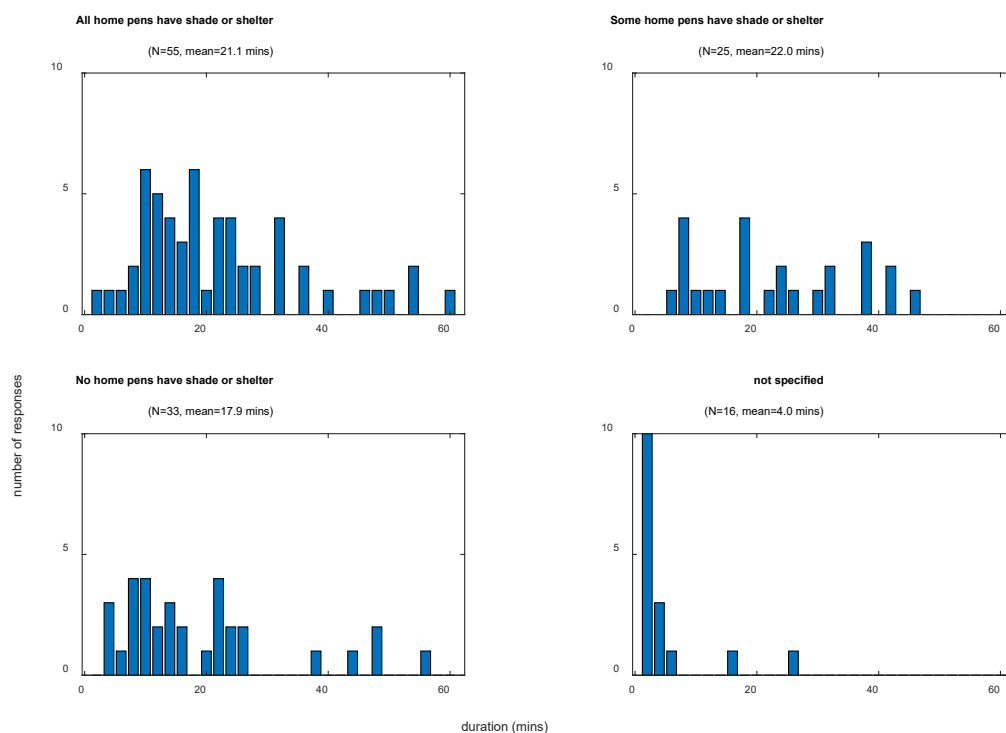 All home pens have shade or shelter
(N=55, mean=21.1 mins)
10
5
0
0 20 40 60
Some home pens have shade or shelter
(N=25, mean=22.0 mins)
10
5
0
0 20 40 60
No home pens have shade or shelter
(N=33, mean=17.9 mins)
10
5
0
0 20 40 60
not specified
(N=16, mean=4.0 mins)
10
5
0
0 20 40 60
number of responses
duration (mins)